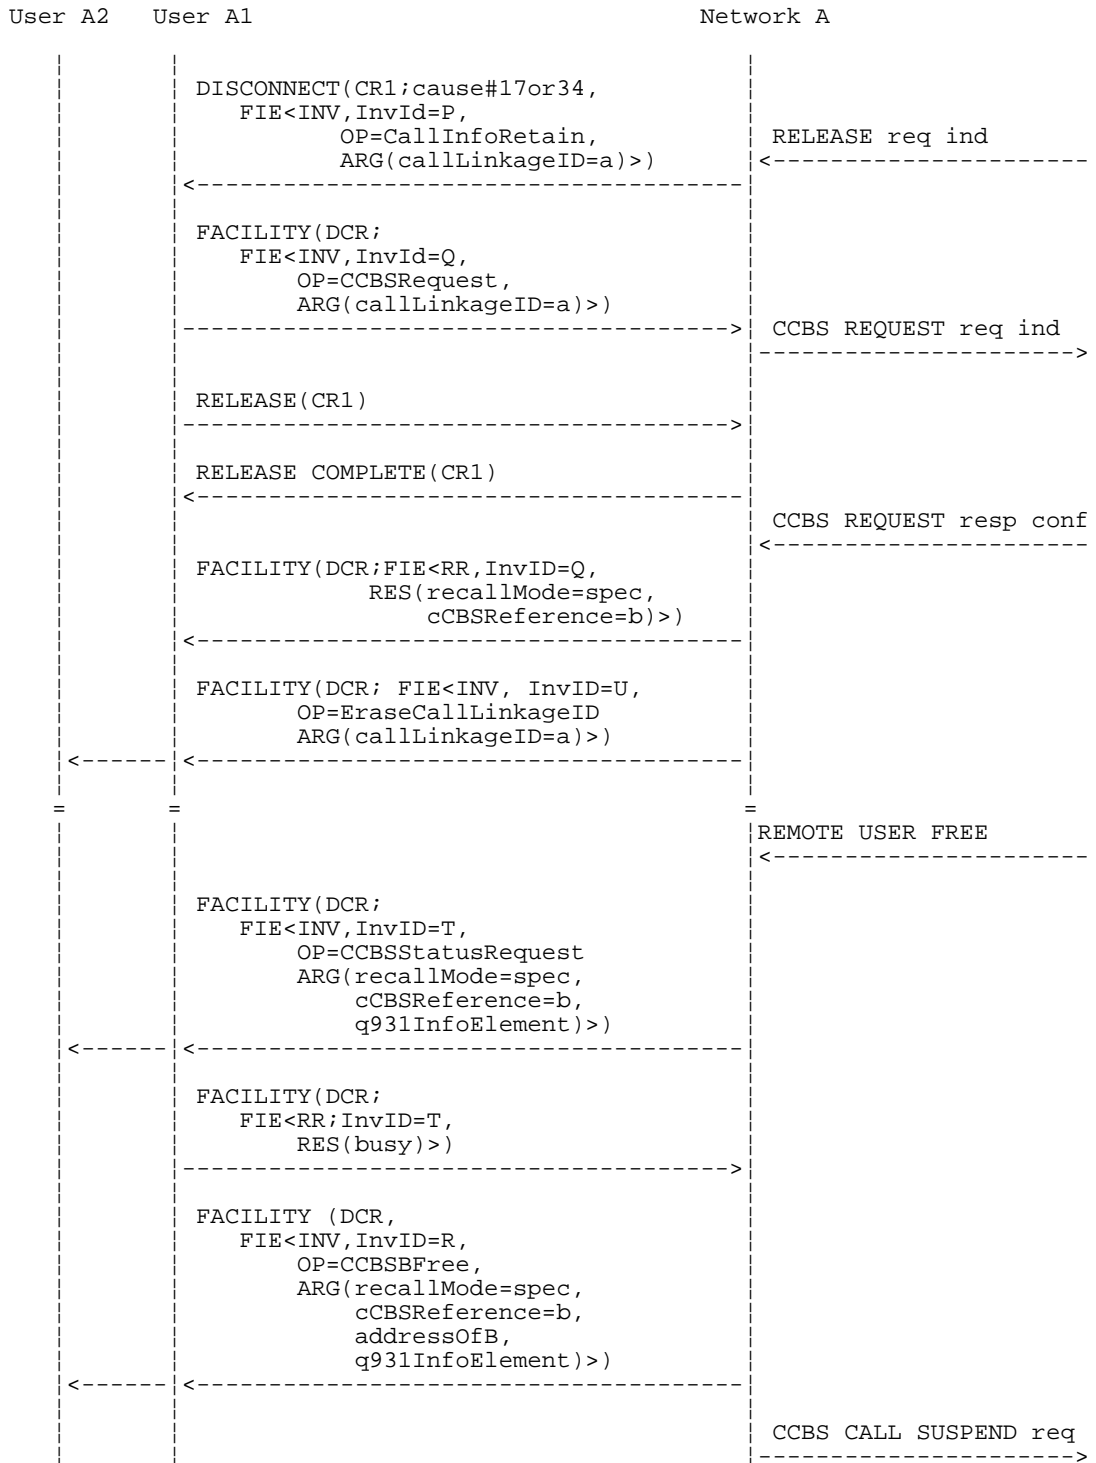 User A2 User A1 Network A
DISCONNECT(CR1;cause#17or34,
FIE<INV,InvId=P,
OP=CallInfoRetain,
RELEASE req ind
ARG(callLinkageID=a)>)
FACILITY(DCR;
FIE<INV,InvId=Q,
OP=CCBSRequest,
ARG(callLinkageID=a)>)
CCBS REQUEST req ind
RELEASE(CR1)
RELEASE COMPLETE(CR1)
CCBS REQUEST resp conf
FACILITY(DCR;FIE<RR,InvID=Q,
RES(recallMode=spec,
cCBSReference=b)>)
FACILITY(DCR; FIE<INV, InvID=U,
OP=EraseCallLinkageID
ARG(callLinkageID=a)>)
REMOTE USER FREE
FACILITY(DCR;
FIE<INV,InvID=T,
OP=CCBSStatusRequest
ARG(recallMode=spec,
cCBSReference=b,
q931InfoElement)>)
FACILITY(DCR;
FIE<RR;InvID=T,
RES(busy)>)
FACILITY (DCR,
FIE<INV,InvID=R,
OP=CCBSBFree,
ARG(recallMode=spec,
cCBSReference=b,
addressOfB,
q931InfoElement)>)
CCBS CALL SUSPEND req